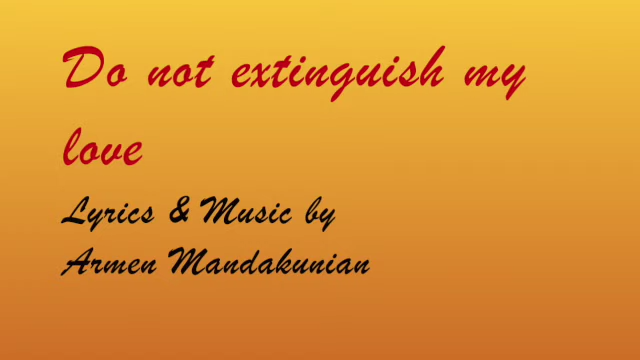 Do not extinguish my
love
Lyrics & Music by
Armen Mandakunian